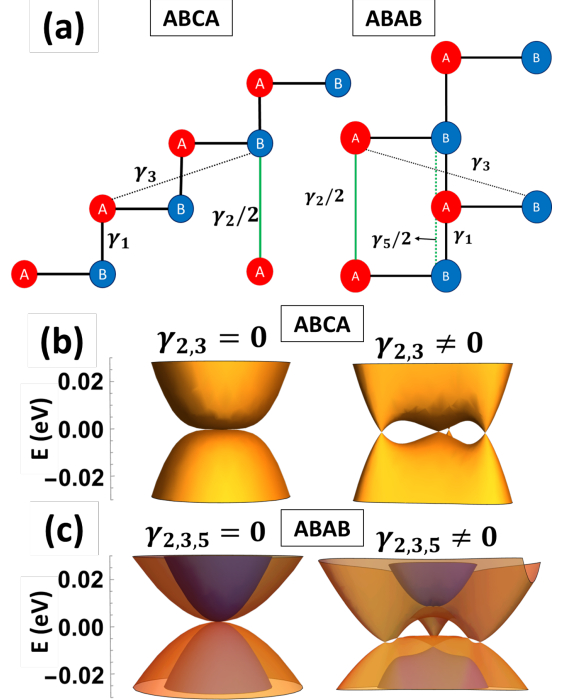 (a) ABCA ABAB
A B
A B
A B
A B
γ₃
γ₁
γ₂/2
A B
A
A B
A B
A B
A B
γ₃
γ₂/2
γ₅/2
γ₁
(b) ABCA
γ₂,₃ = 0 γ₂,₃ ≠ 0
E (eV)
0.02
0.00
−0.02
(c) ABAB
γ₂,₃,₅ = 0 γ₂,₃,₅ ≠ 0
E (eV)
0.02
0.00
−0.02